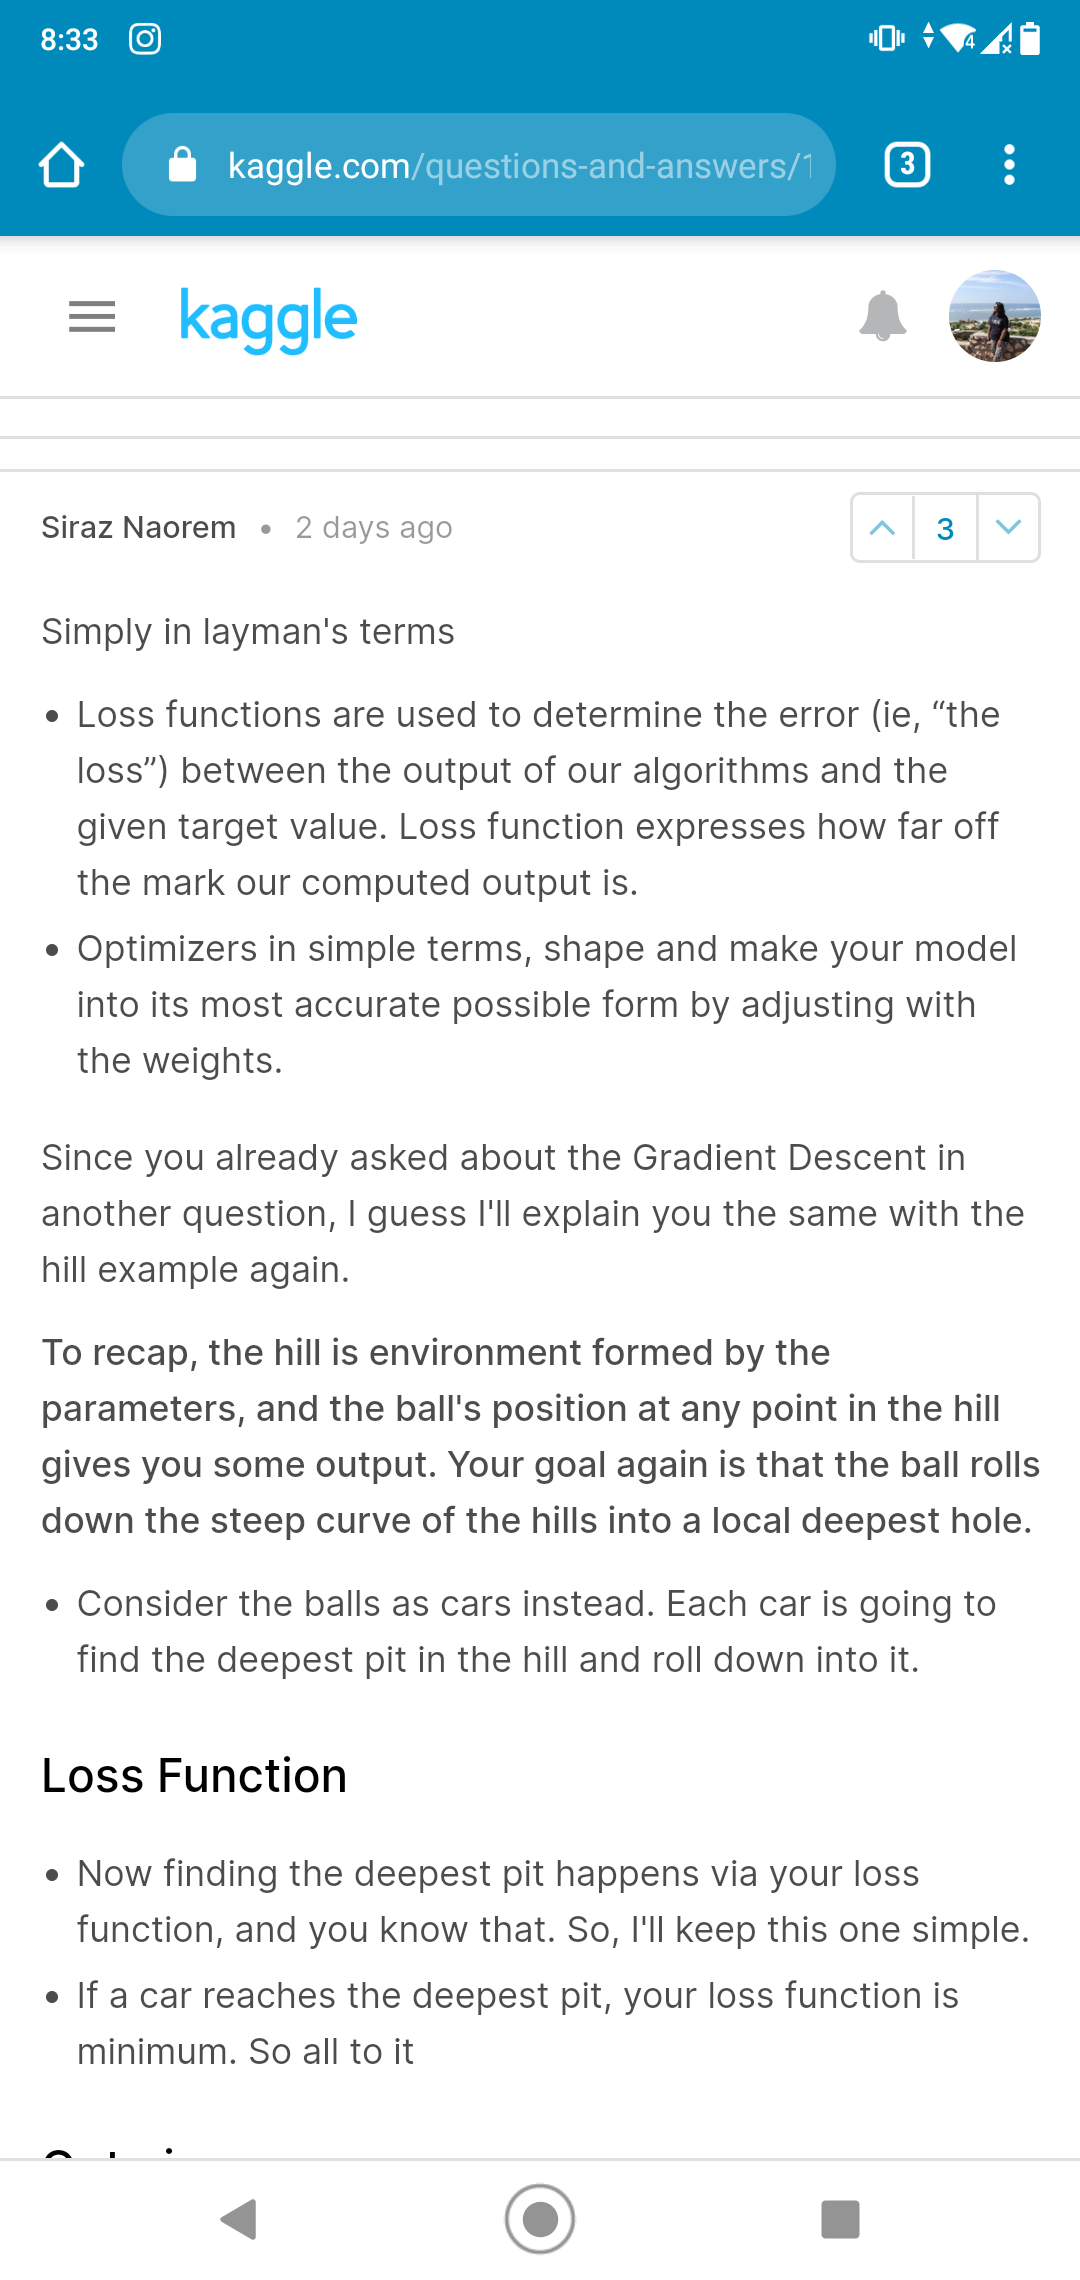 8:33
4
kaggle.com/questions-and-answers/1
3
kaggle
Siraz Naorem • 2 days ago
3
Simply in layman's terms
• Loss functions are used to determine the error (ie, “the
loss”) between the output of our algorithms and the
given target value. Loss function expresses how far off
the mark our computed output is.
• Optimizers in simple terms, shape and make your model
into its most accurate possible form by adjusting with
the weights.
Since you already asked about the Gradient Descent in
another question, I guess I'll explain you the same with the
hill example again.
To recap, the hill is environment formed by the
parameters, and the ball's position at any point in the hill
gives you some output. Your goal again is that the ball rolls
down the steep curve of the hills into a local deepest hole.
• Consider the balls as cars instead. Each car is going to
find the deepest pit in the hill and roll down into it.
Loss Function
• Now finding the deepest pit happens via your loss
function, and you know that. So, I'll keep this one simple.
• If a car reaches the deepest pit, your loss function is
minimum. So all to it